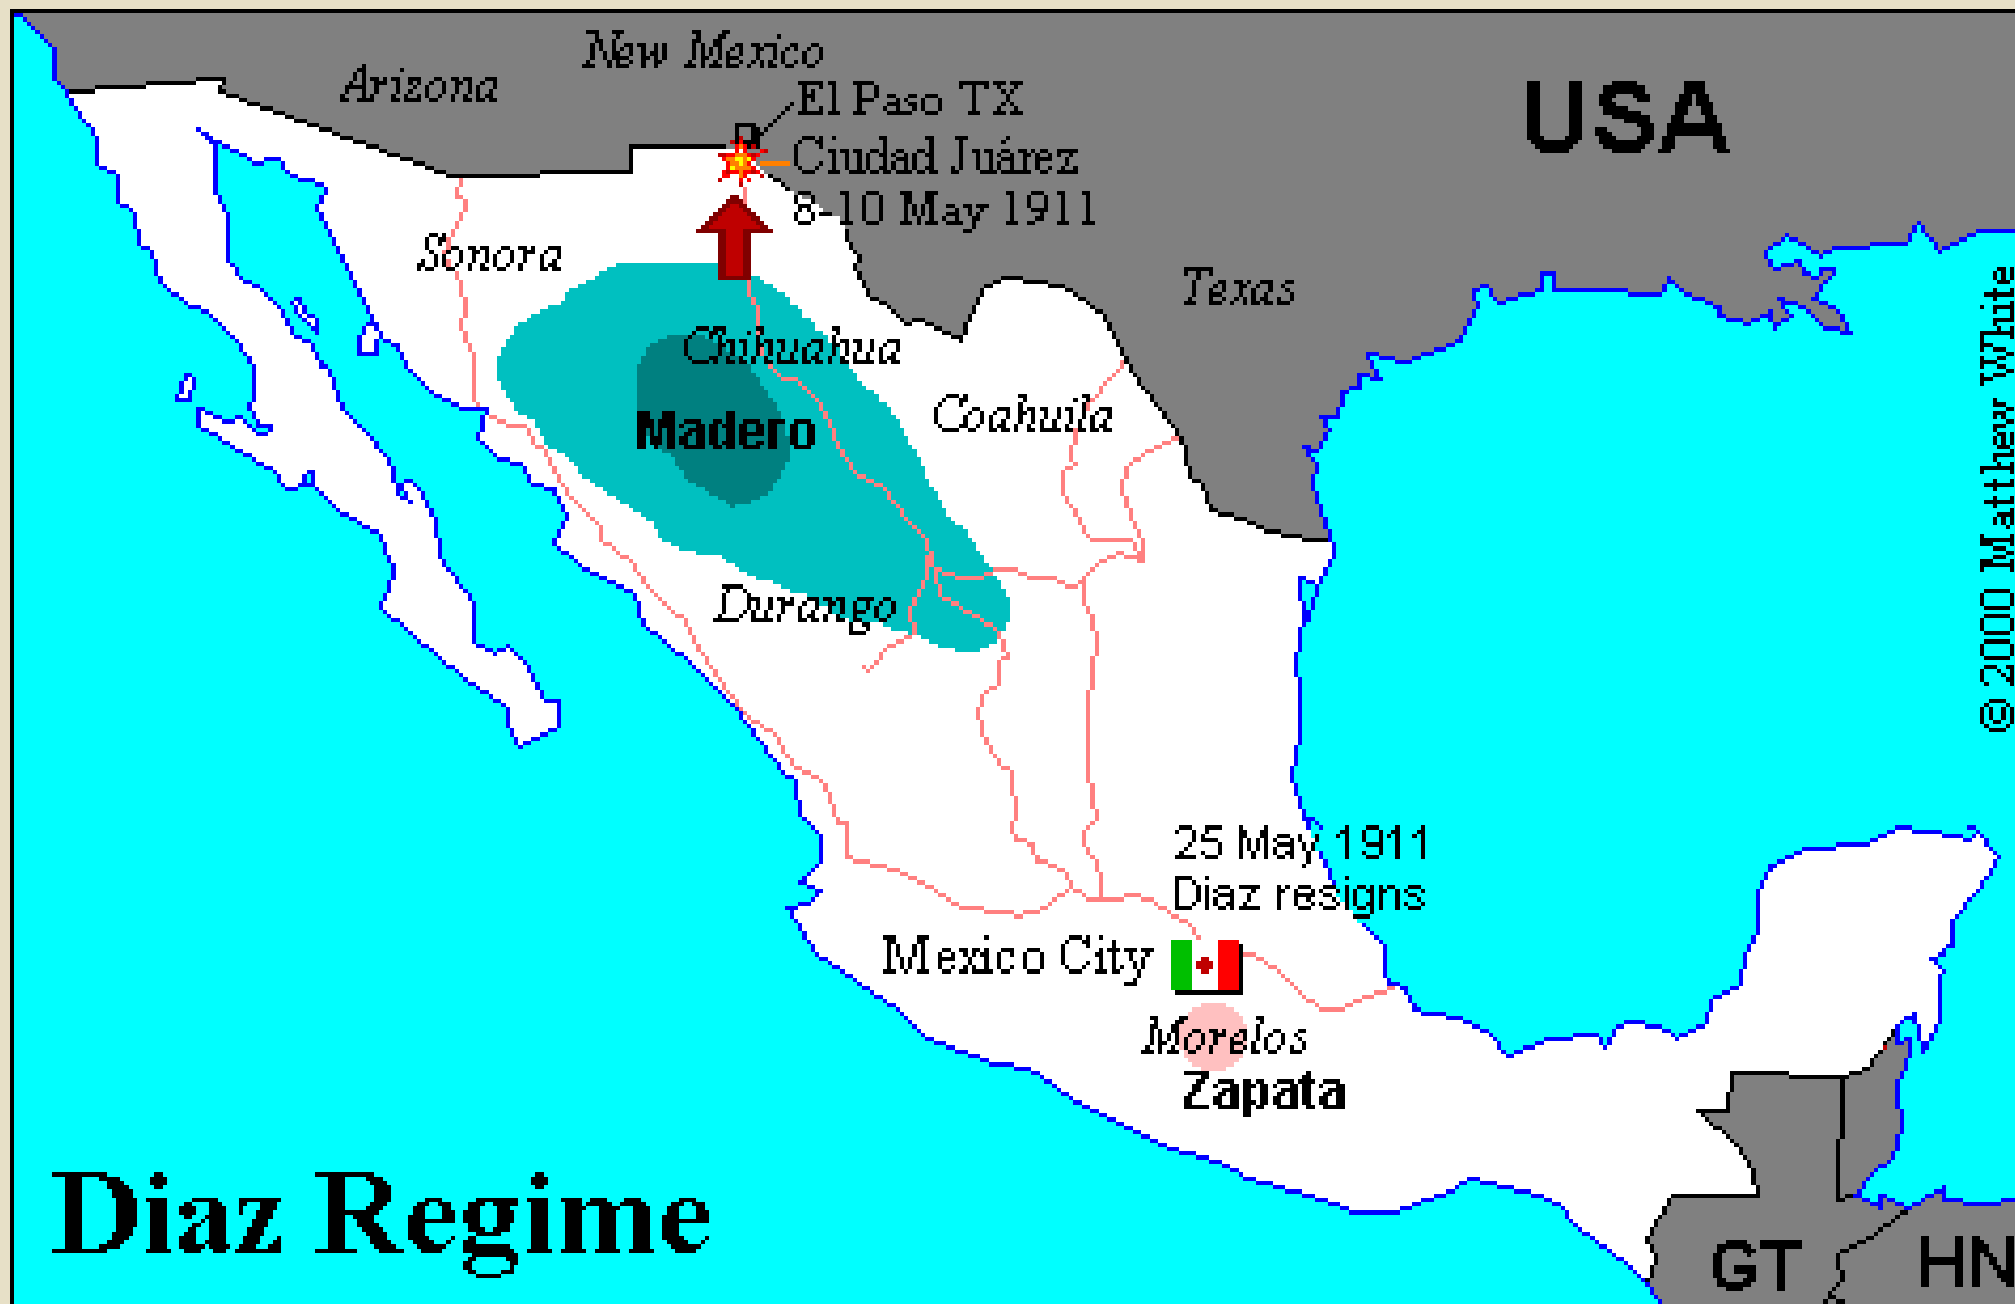 New Mexico
Arizona
El Paso TX
USA
Ciudad Juárez
8-10 May 1911
Sonora
Texas
Chihuahua
Coahuila
Madero
Durango
© 2000 Matthew White
25 May 1911
Diaz resigns
Mexico City
Morelos
Zapata
Diaz Regime
GT
HN